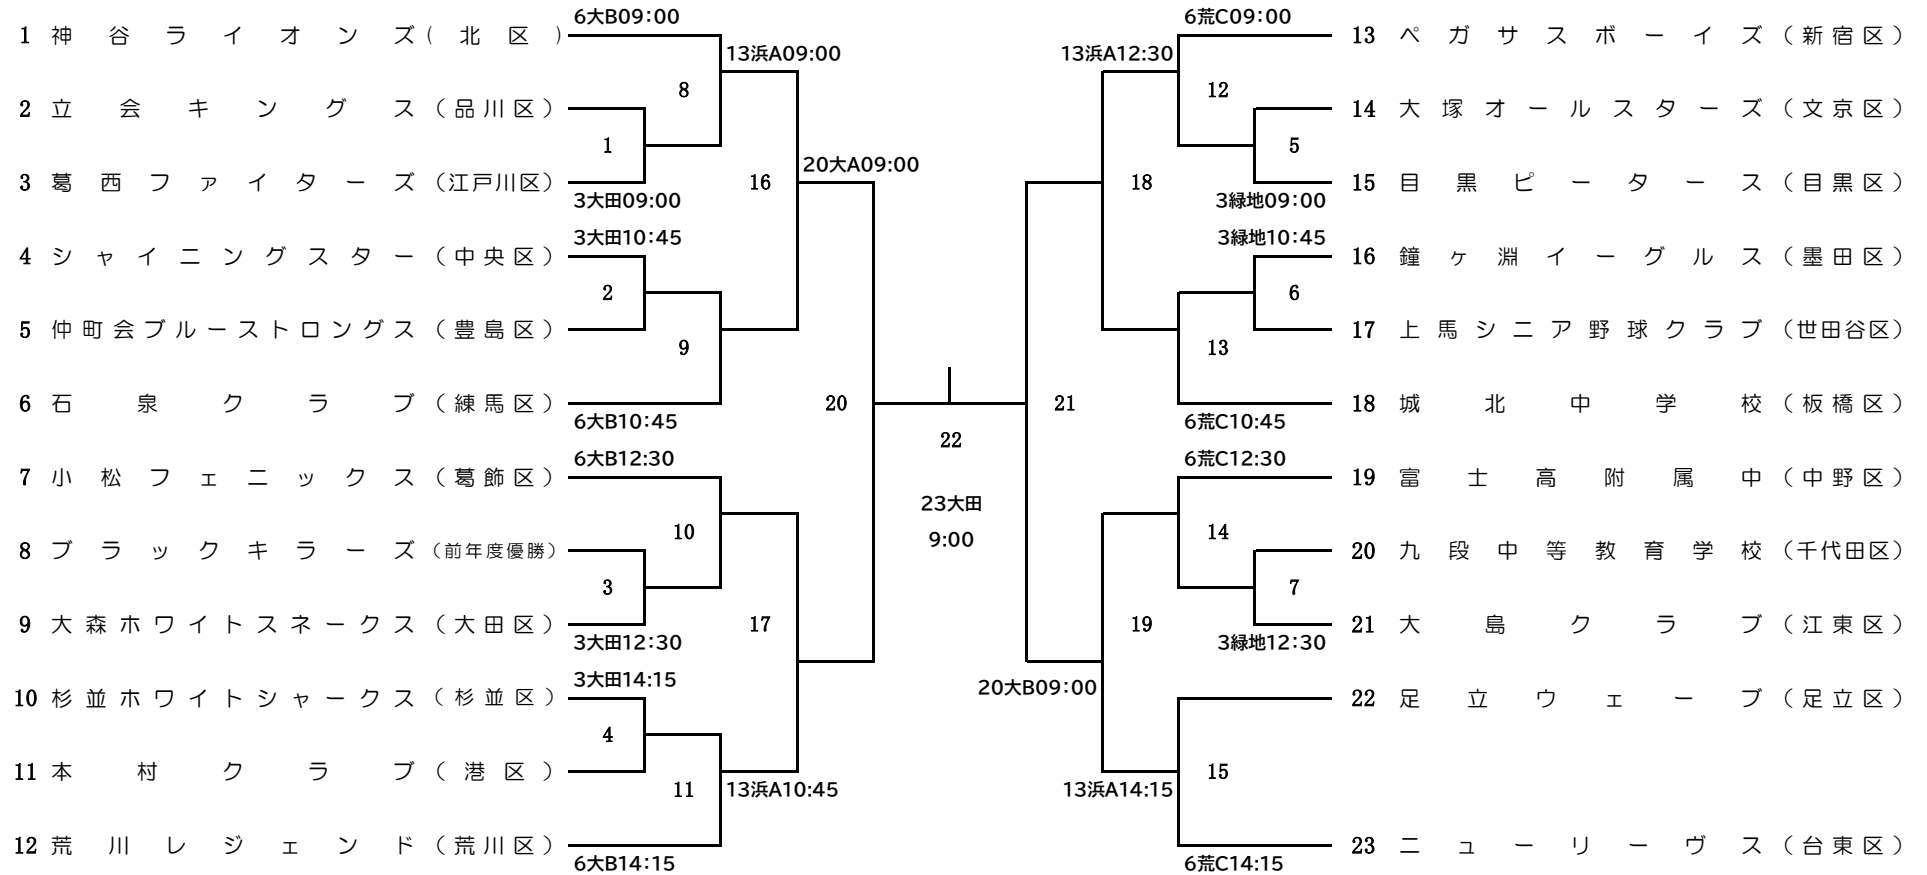 6大B09:00
1 神谷ライオンズ(北区)
13浜A09:00
8
2 立会キングス(品川区)
1
20大A09:00
3 葛西ファイターズ(江戸川区)
16
3大田09:00
3大田10:45
4 シャイニングスター(中央区)
2
5 仲町会ブルーストロングス(豊島区)
9
6 石泉クラブ(練馬区)
20
6大B10:45
6大B12:30
7 小松フェニックス(葛飾区)
10
8 ブラックキラーズ(前年度優勝)
3
9 大森ホワイトスネークス(大田区)
17
3大田12:30
3大田14:15
10 杉並ホワイトシャークス(杉並区)
4
11 本村クラブ(港区)
11
13浜A10:45
12 荒川レジェンド(荒川区)
6大B14:15
22
23大田
9:00
6荒C09:00
13 ペガサスボーイズ(新宿区)
13浜A12:30
12
14 大塚オールスターズ(文京区)
5
15 目黒ピータース(目黒区)
18
3緑地09:00
3緑地10:45
16 鐘ヶ淵イーグルス(墨田区)
6
17 上馬シニア野球クラブ(世田谷区)
13
18 城北中学校(板橋区)
21
6荒C10:45
6荒C12:30
19 富士高附属中(中野区)
14
20 九段中等教育学校(千代田区)
7
21 大島クラブ(江東区)
19
3緑地12:30
20大B09:00
22 足立ウェーブ(足立区)
15
13浜A14:15
23 ニューリーヴス(台東区)
6荒C14:15